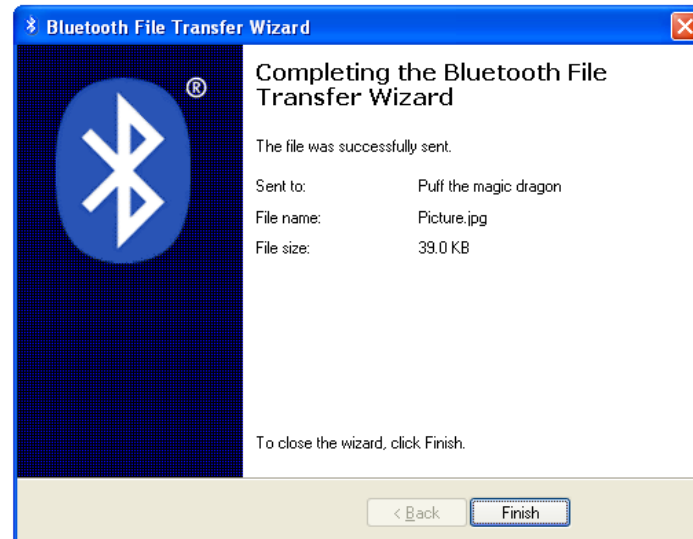 Bluetooth File Transfer Wizard
®
Completing the Bluetooth File
Transfer Wizard
The file was successfully sent.
Sent to: Puff the magic dragon
File name: Picture.jpg
File size: 39.0 KB
To close the wizard, click Finish.
< Back Finish